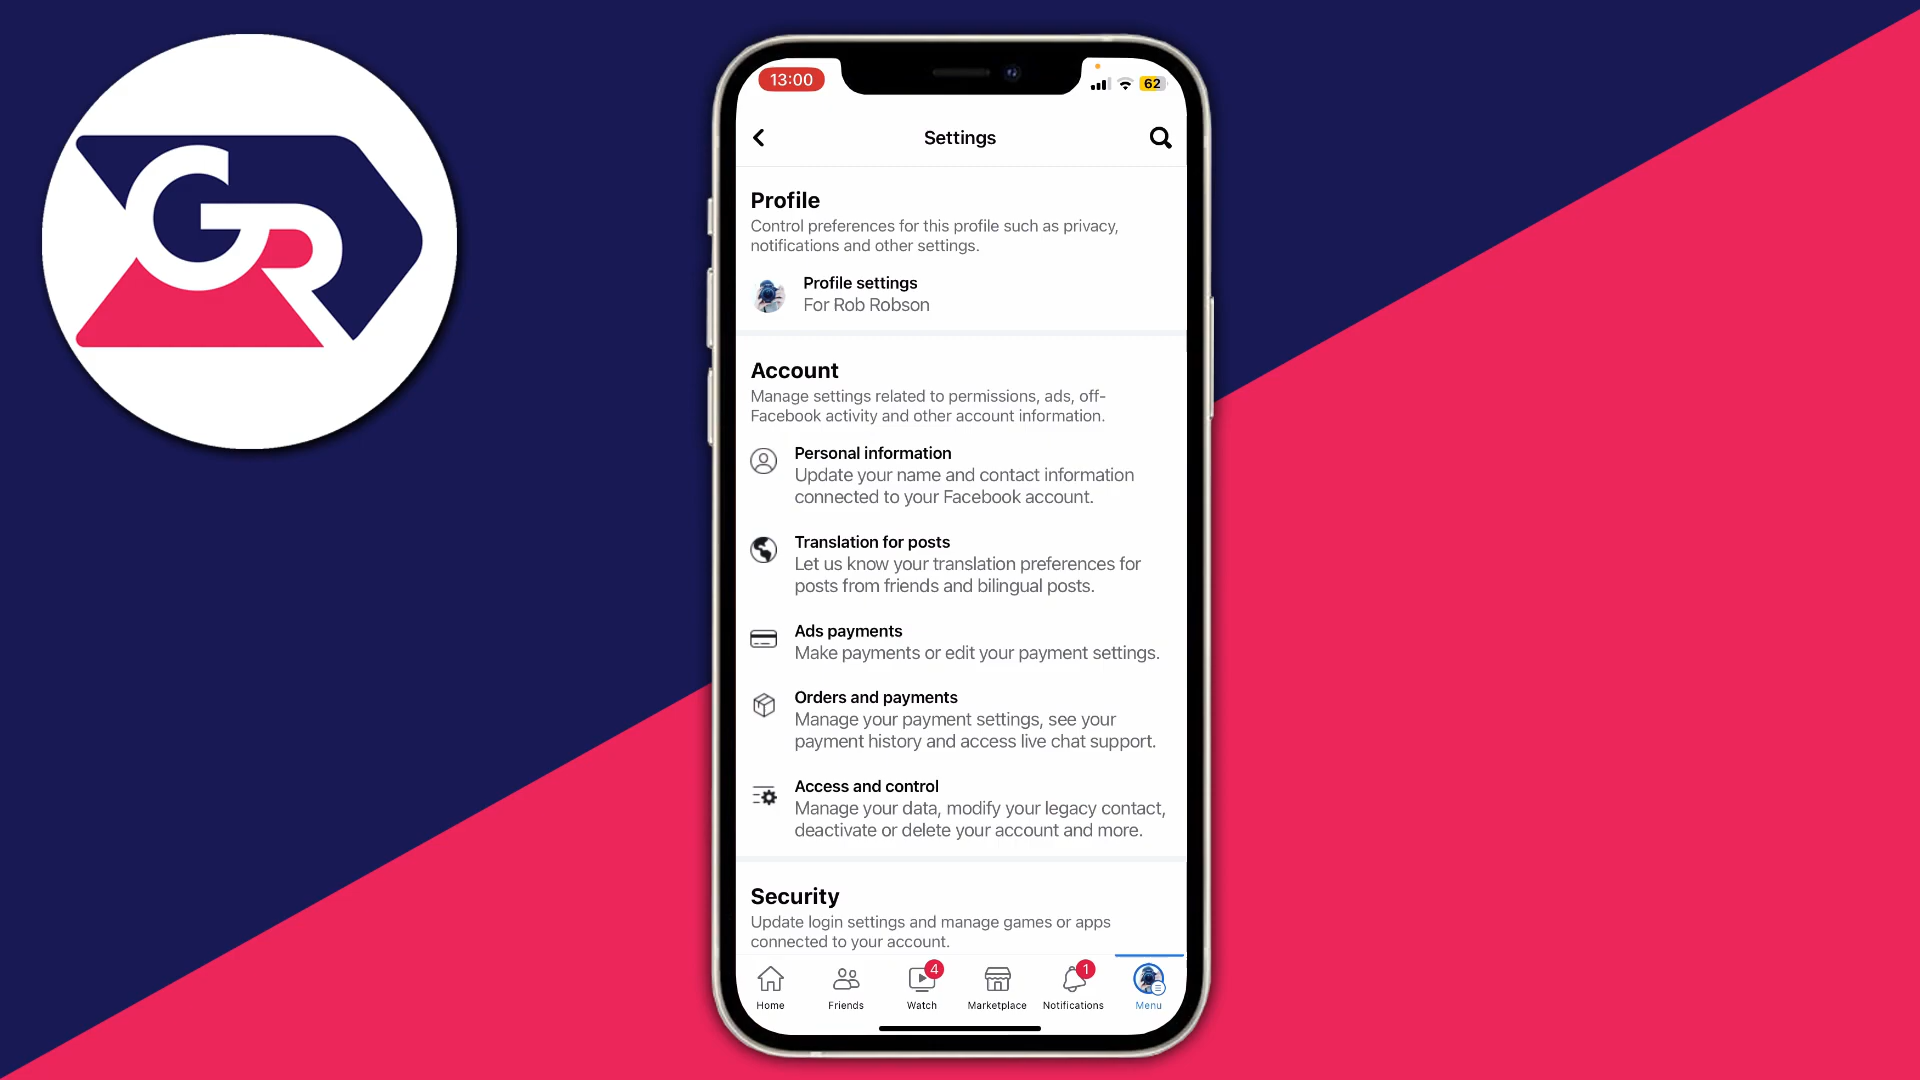 GR
13:00
62
Settings
Profile
Control preferences for this profile such as privacy,
notifications and other settings.
Profile settings
For Rob Robson
Account
Manage settings related to permissions, ads, off-
Facebook activity and other account information.
Personal information
Update your name and contact information
connected to your Facebook account.
Translation for posts
Let us know your translation preferences for
posts from friends and bilingual posts.
Ads payments
Make payments or edit your payment settings.
Orders and payments
Manage your payment settings, see your
payment history and access live chat support.
Access and control
Manage your data, modify your legacy contact,
deactivate or delete your account and more.
Security
Update login settings and manage games or apps
connected to your account.
4
1
Home Friends Watch Marketplace Notifications Menu